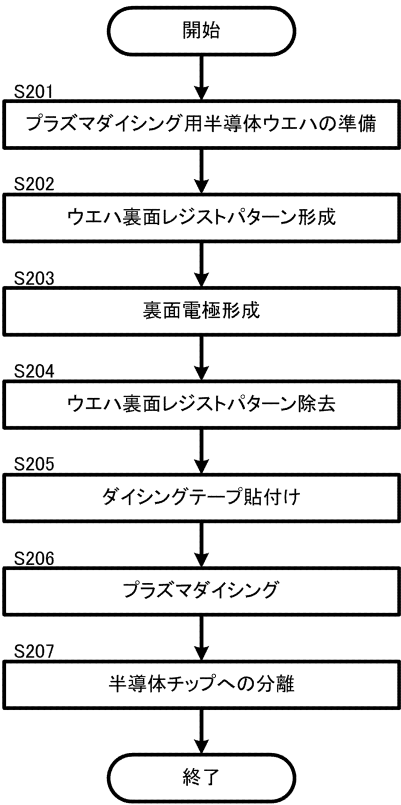 開始
S201
プラズマダイシング用半導体ウエハの準備
S202
ウエハ裏面レジストパターン形成
S203
裏面電極形成
S204
ウエハ裏面レジストパターン除去
S205
ダイシングテープ貼付け
S206
プラズマダイシング
S207
半導体チップへの分離
終了